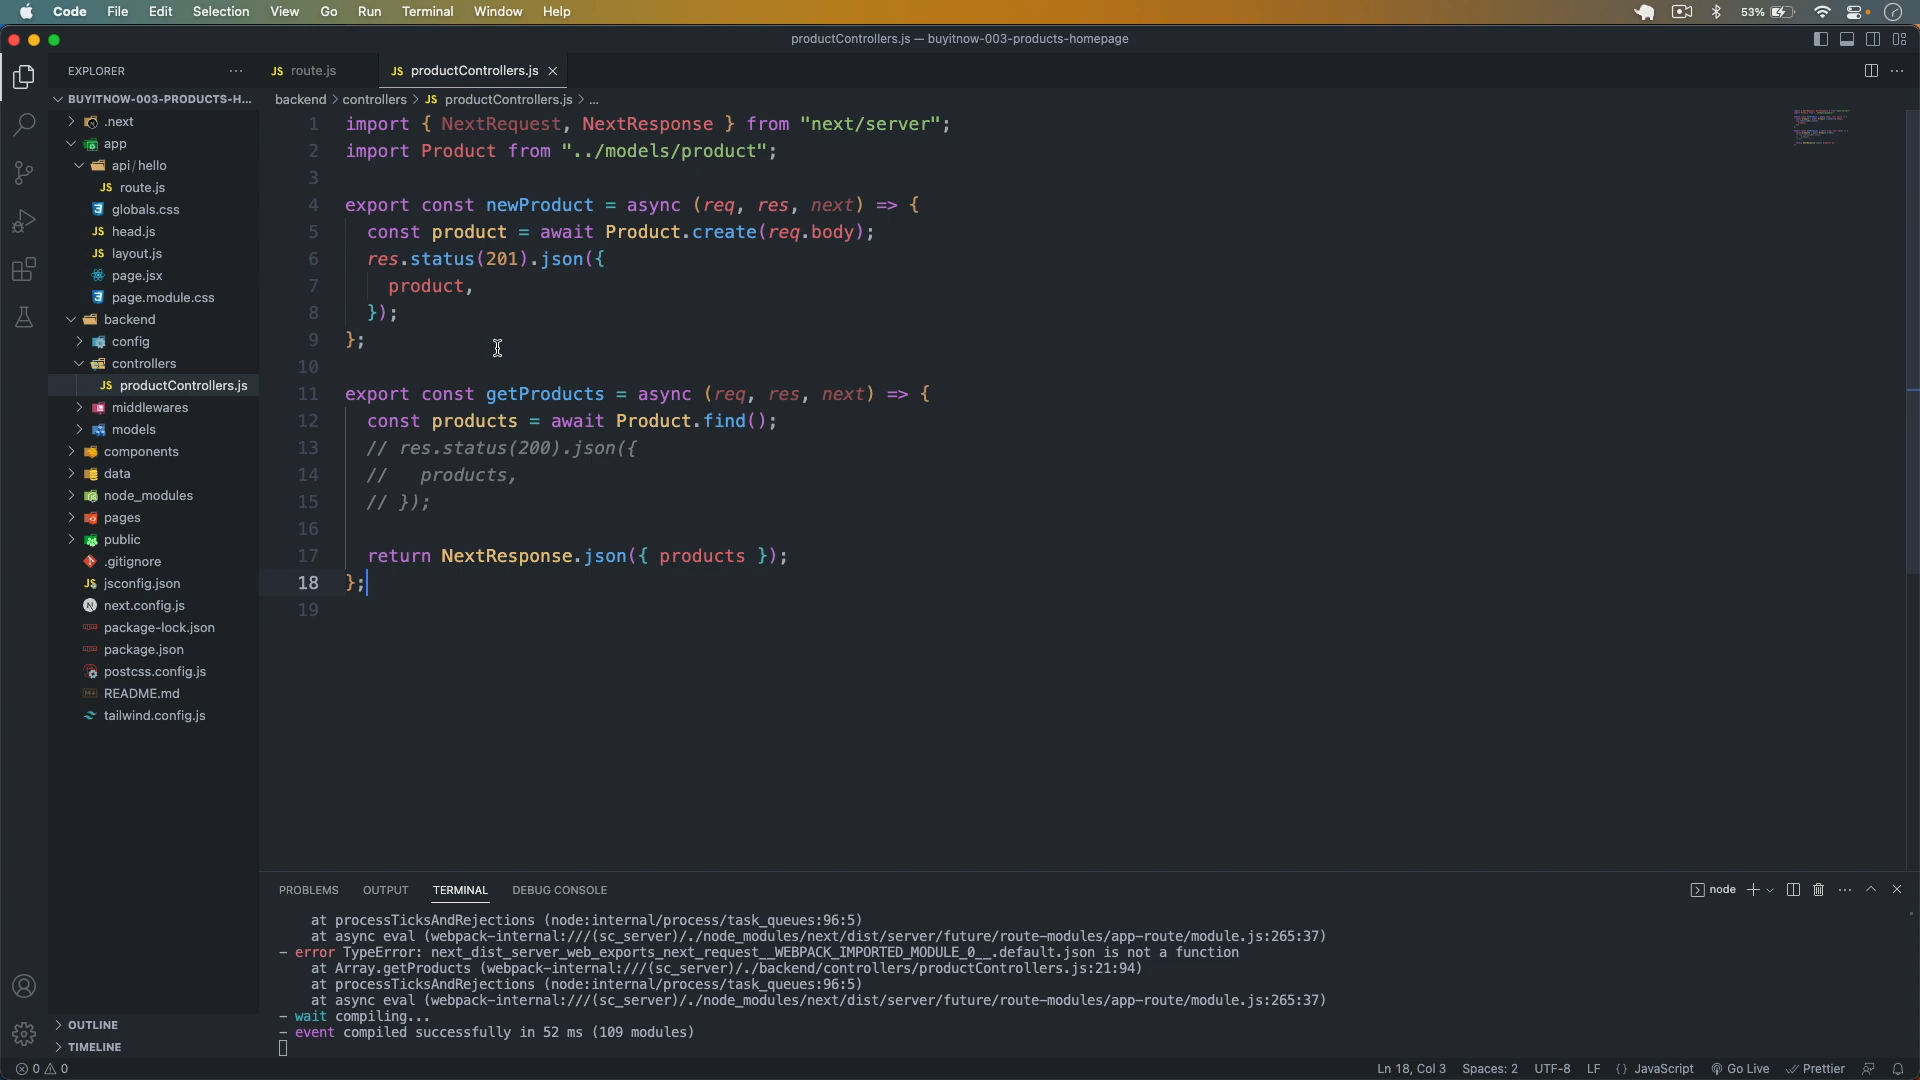 Code File Edit Selection View Go Run Terminal Window Help 53%
productControllers.js — buyitnow-003-products-homepage
EXPLORER
JS route.js
JS productControllers.js
BUYITNOW-003-PRODUCTS-H...
backend > controllers > JS productControllers.js > ...
.next
app
api/hello
JS route.js
globals.css
JS head.js
JS layout.js
page.jsx
page.module.css
backend
config
controllers
JS productControllers.js
middlewares
models
components
data
node_modules
pages
public
.gitignore
JS jsconfig.json
next.config.js
package-lock.json
package.json
postcss.config.js
README.md
tailwind.config.js
OUTLINE
TIMELINE
1 import { NextRequest, NextResponse } from "next/server";
2 import Product from "../models/product";
3
4 export const newProduct = async (req, res, next) => {
5 const product = await Product.create(req.body);
6 res.status(201).json({
7 product,
8 });
9 };
10
11 export const getProducts = async (req, res, next) => {
12 const products = await Product.find();
13 // res.status(200).json({
14 // products,
15 // });
16
17 return NextResponse.json({ products });
18 };
19
PROBLEMS OUTPUT TERMINAL DEBUG CONSOLE node
at processTicksAndRejections (node:internal/process/task_queues:96:5)
at async eval (webpack-internal:///(sc_server)/./node_modules/next/dist/server/future/route-modules/app-route/module.js:265:37)
- error TypeError: next_dist_server_web_exports_next_request__WEBPACK_IMPORTED_MODULE_0__.default.json is not a function
at Array.getProducts (webpack-internal:///(sc_server)/./backend/controllers/productControllers.js:21:94)
at processTicksAndRejections (node:internal/process/task_queues:96:5)
at async eval (webpack-internal:///(sc_server)/./node_modules/next/dist/server/future/route-modules/app-route/module.js:265:37)
- wait compiling...
- event compiled successfully in 52 ms (109 modules)
0 0 Ln 18, Col 3 Spaces: 2 UTF-8 LF {} JavaScript Go Live Prettier